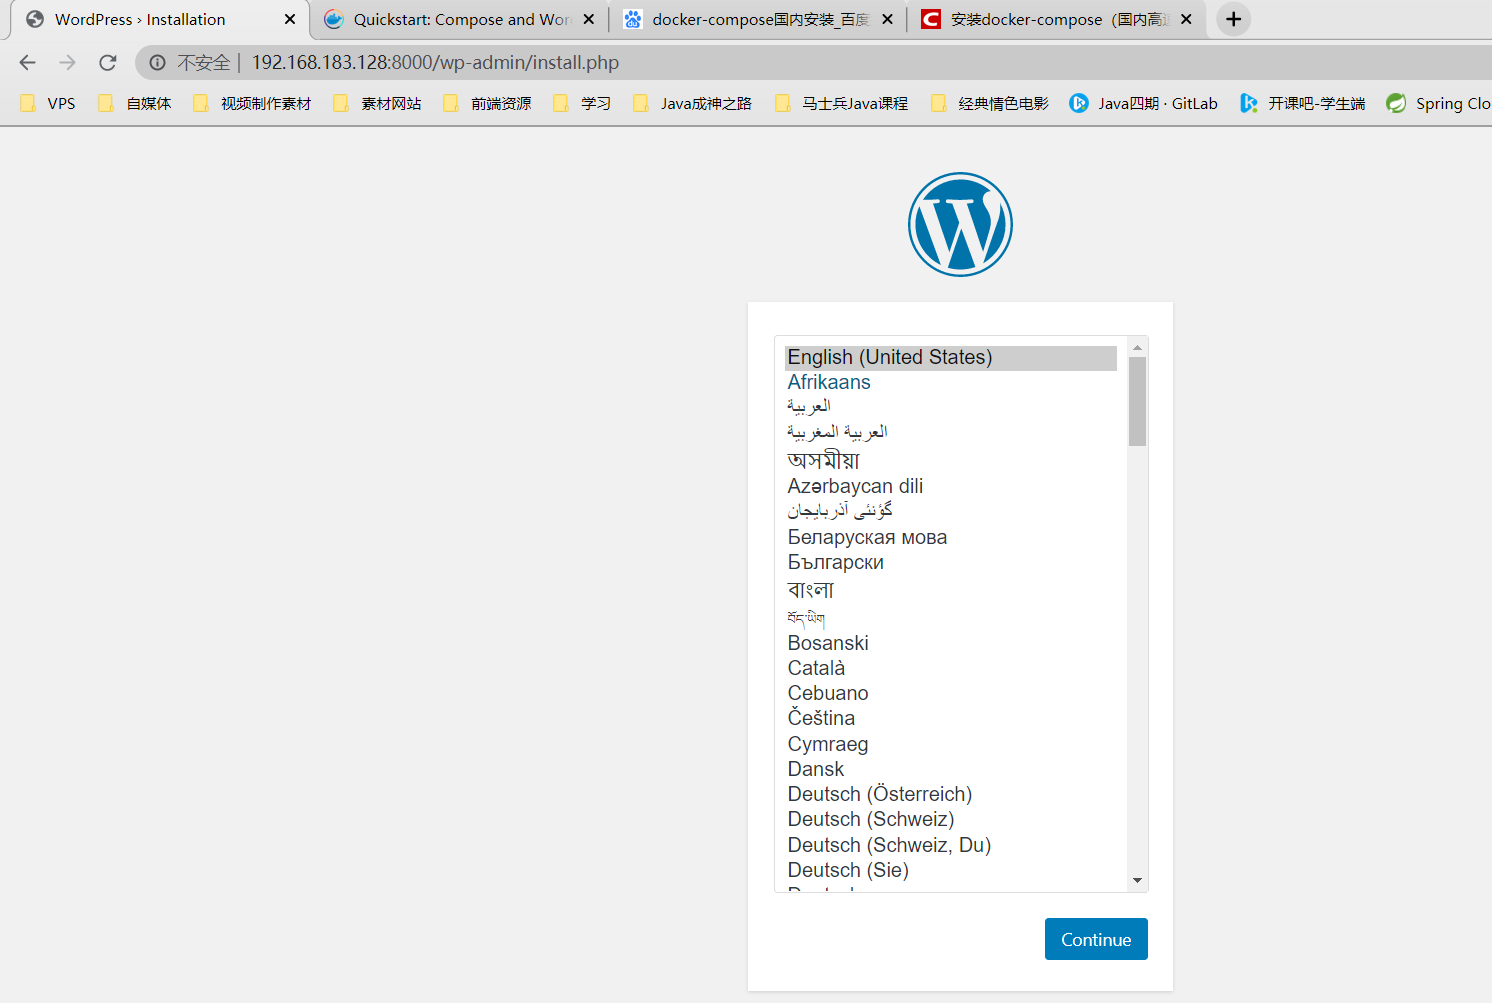 WordPress › Installation
Quickstart: Compose and Wor
docker-compose国内安装_百度
安装docker-compose（国内高速
不安全 | 192.168.183.128:8000/wp-admin/install.php
VPS
自媒体
视频制作素材
素材网站
前端资源
学习
Java成神之路
马士兵Java课程
经典情色电影
Java四期 · GitLab
开课吧-学生端
Spring Clo
English (United States)
Afrikaans
العربية
العربية المغربية
অসমীয়া
Azərbaycan dili
گؤنئی آذربایجان
Беларуская мова
Български
বাংলা
བོད་ཡིག
Bosanski
Català
Cebuano
Čeština
Cymraeg
Dansk
Deutsch (Österreich)
Deutsch (Schweiz)
Deutsch (Schweiz, Du)
Deutsch (Sie)
Continue